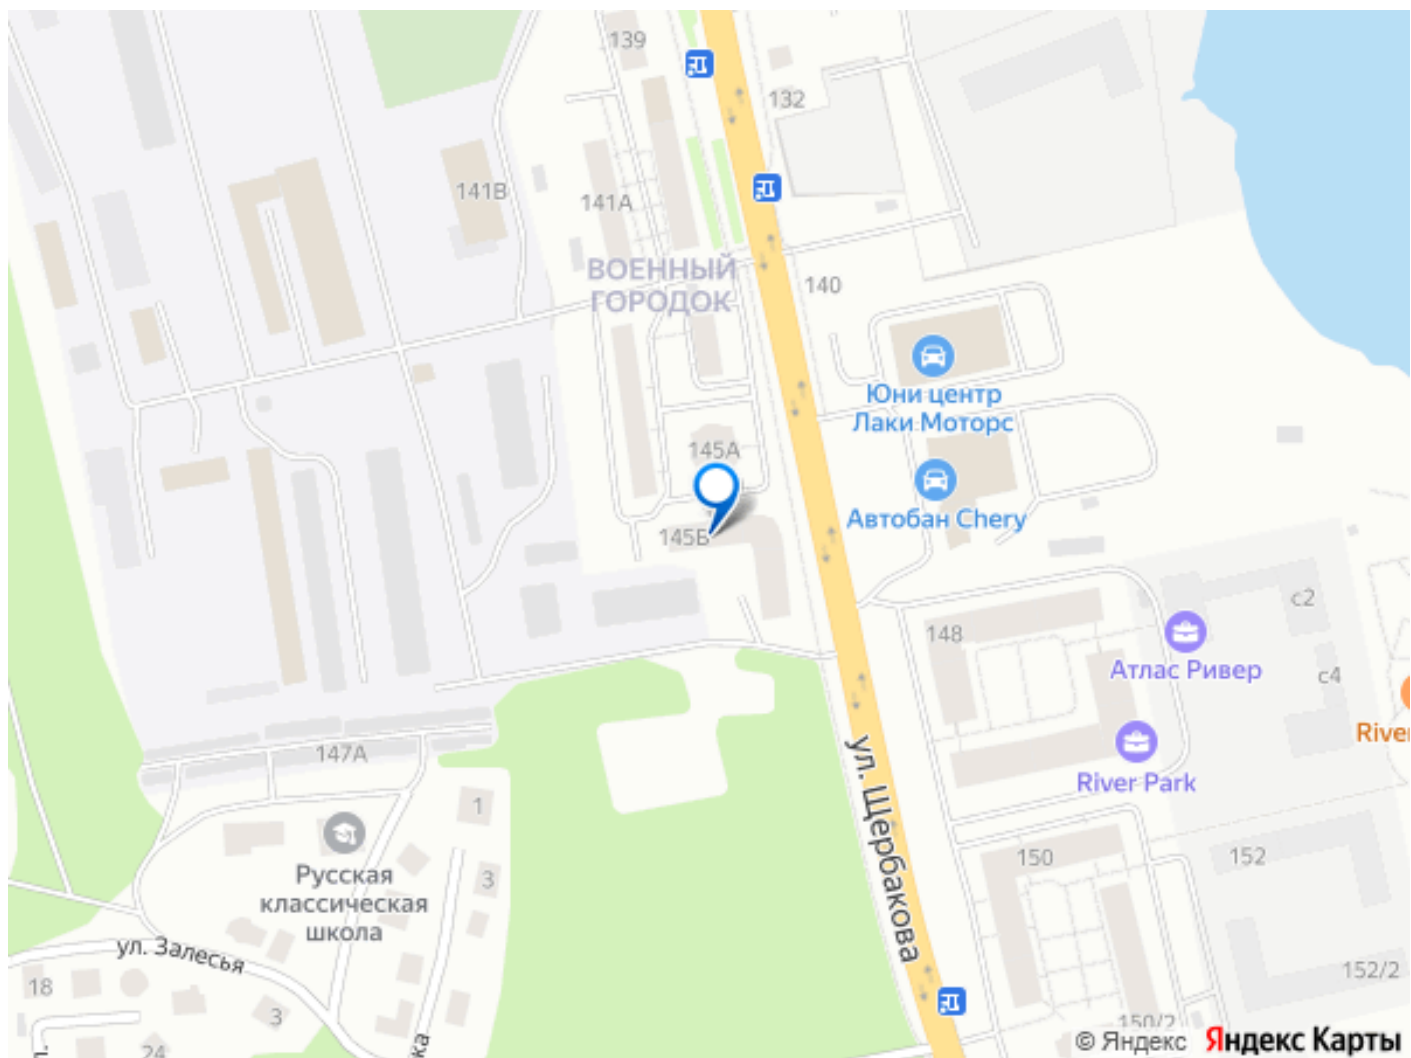 139
132
141В
141А
ВОЕННЫЙ
ГОРОДОК
140
Юни центр
Лаки Моторс
145А
Автобан Chery
145Б
148
с2
Атлас Ривер
с4
River Park
147А
1
Русская
классическая
школа
3
ул. Щербакова
150
152
ул. Залесья
18
3
24
152/2
150/2
© Яндекс Яндекс Карты